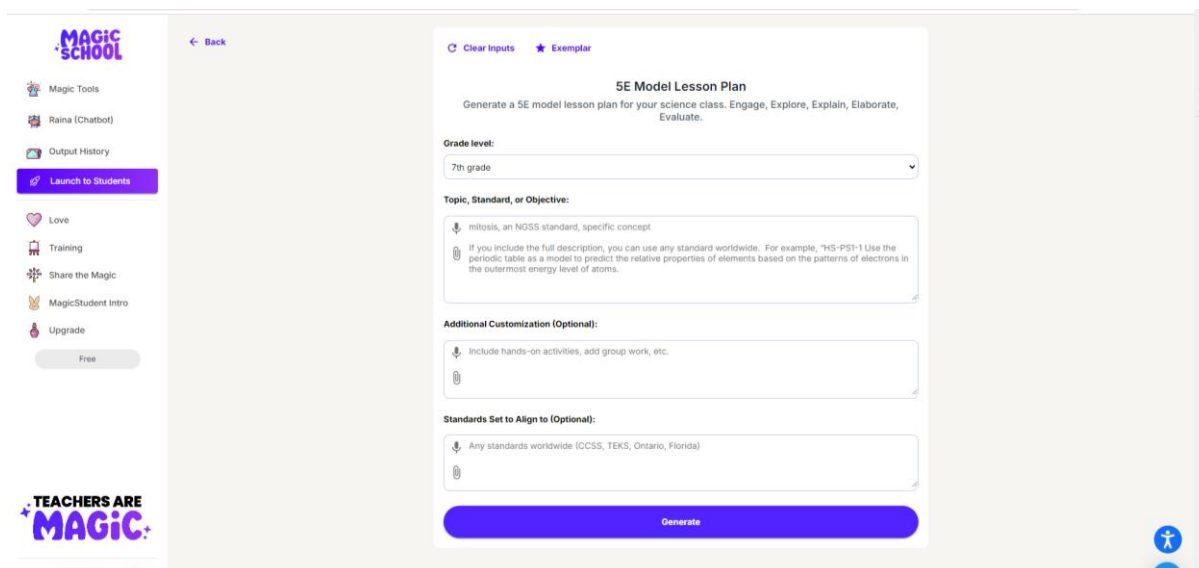 MAGiC
SCHOOL
Magic Tools
Raina (Chatbot)
Output History
Launch to Students
Love
Training
Share the Magic
MagicStudent Intro
Upgrade
Free
TEACHERS ARE
MAGiC
Back
Clear Inputs
Exemplar
5E Model Lesson Plan
Generate a 5E model lesson plan for your science class. Engage, Explore, Explain, Elaborate,
Evaluate.
Grade level:
7th grade
Topic, Standard, or Objective:
mitosis, an NGSS standard, specific concept
If you include the full description, you can use any standard worldwide. For example, "HS-PS1-1 Use the
periodic table as a model to predict the relative properties of elements based on the patterns of electrons in
the outermost energy level of atoms.
Additional Customization (Optional):
Include hands-on activities, add group work, etc.
Standards Set to Align to (Optional):
Any standards worldwide (CCSS, TEKS, Ontario, Florida)
Generate